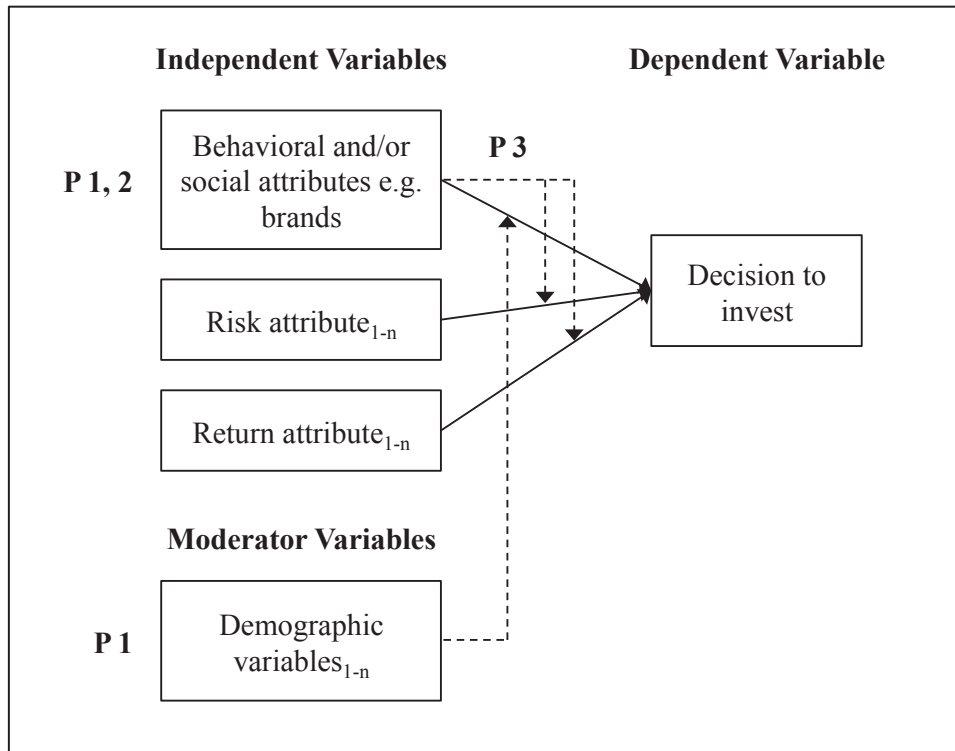 Independent Variables
Dependent Variable
P 1, 2
Behavioral and/or
social attributes e.g.
brands
P 3
Risk attribute1-n
Decision to
invest
Return attribute1-n
Moderator Variables
P 1
Demographic
variables1-n